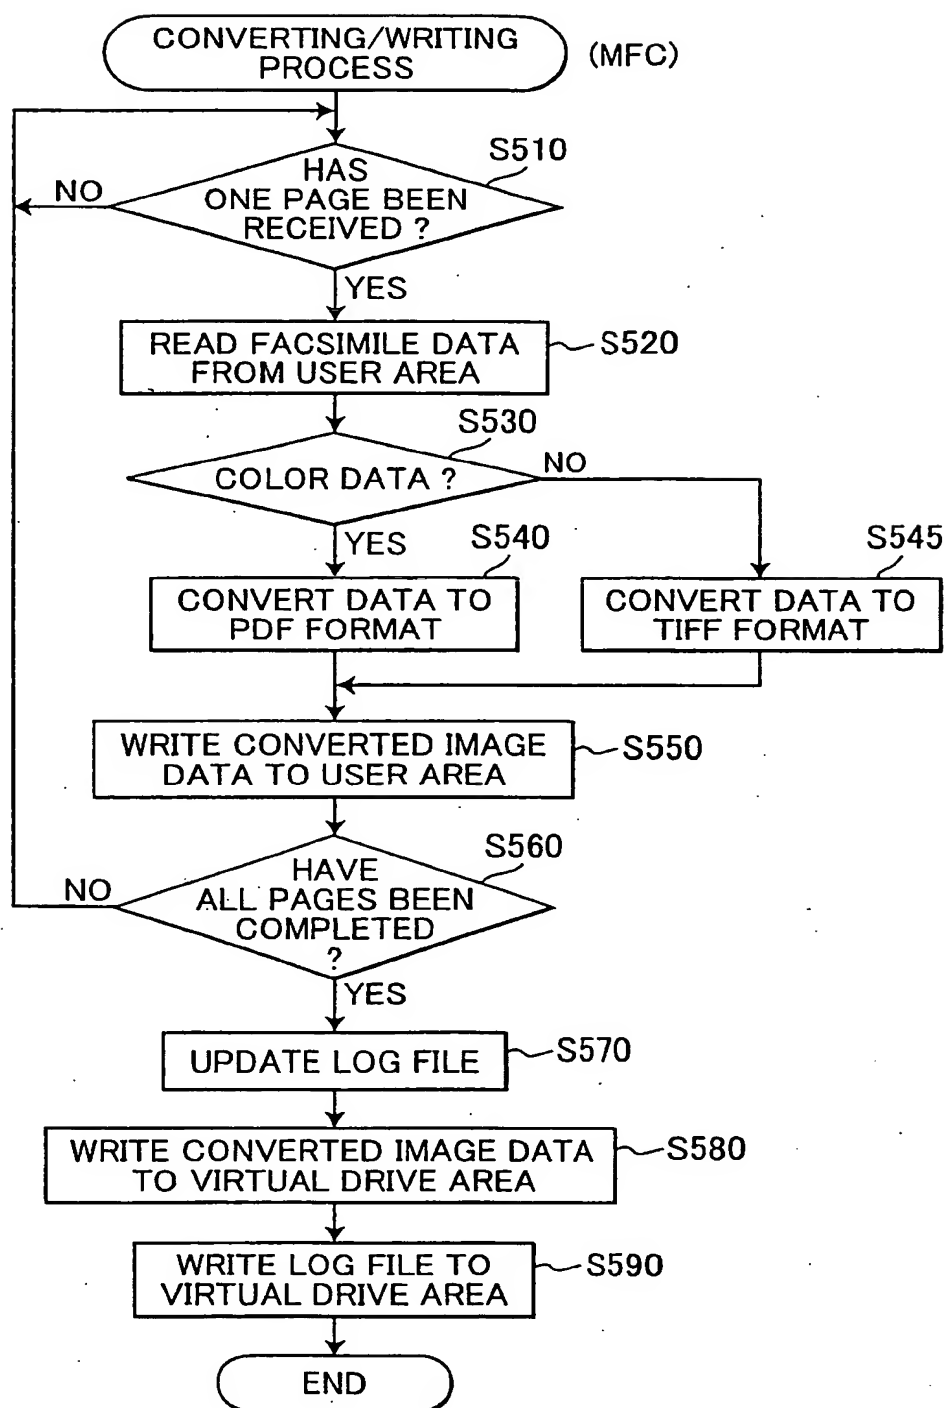 CONVERTING/WRITING
PROCESS
(MFC)
S510
HAS
ONE PAGE BEEN
RECEIVED ?
NO
YES
READ FACSIMILE DATA
FROM USER AREA
S520
S530
COLOR DATA ?
NO
YES
S540
S545
CONVERT DATA TO
PDF FORMAT
CONVERT DATA TO
TIFF FORMAT
WRITE CONVERTED IMAGE
DATA TO USER AREA
S550
S560
HAVE
ALL PAGES BEEN
COMPLETED
?
NO
YES
UPDATE LOG FILE
S570
WRITE CONVERTED IMAGE DATA
TO VIRTUAL DRIVE AREA
S580
WRITE LOG FILE TO
VIRTUAL DRIVE AREA
S590
END